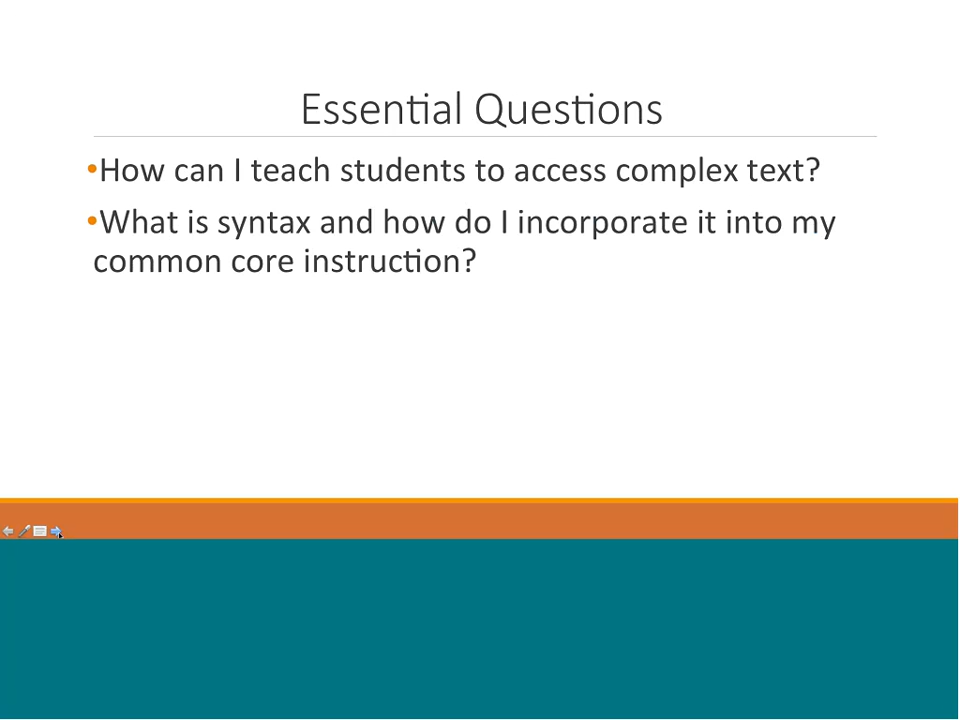 Essential Questions
•How can I teach students to access complex text?
•What is syntax and how do I incorporate it into my
common core instruction?